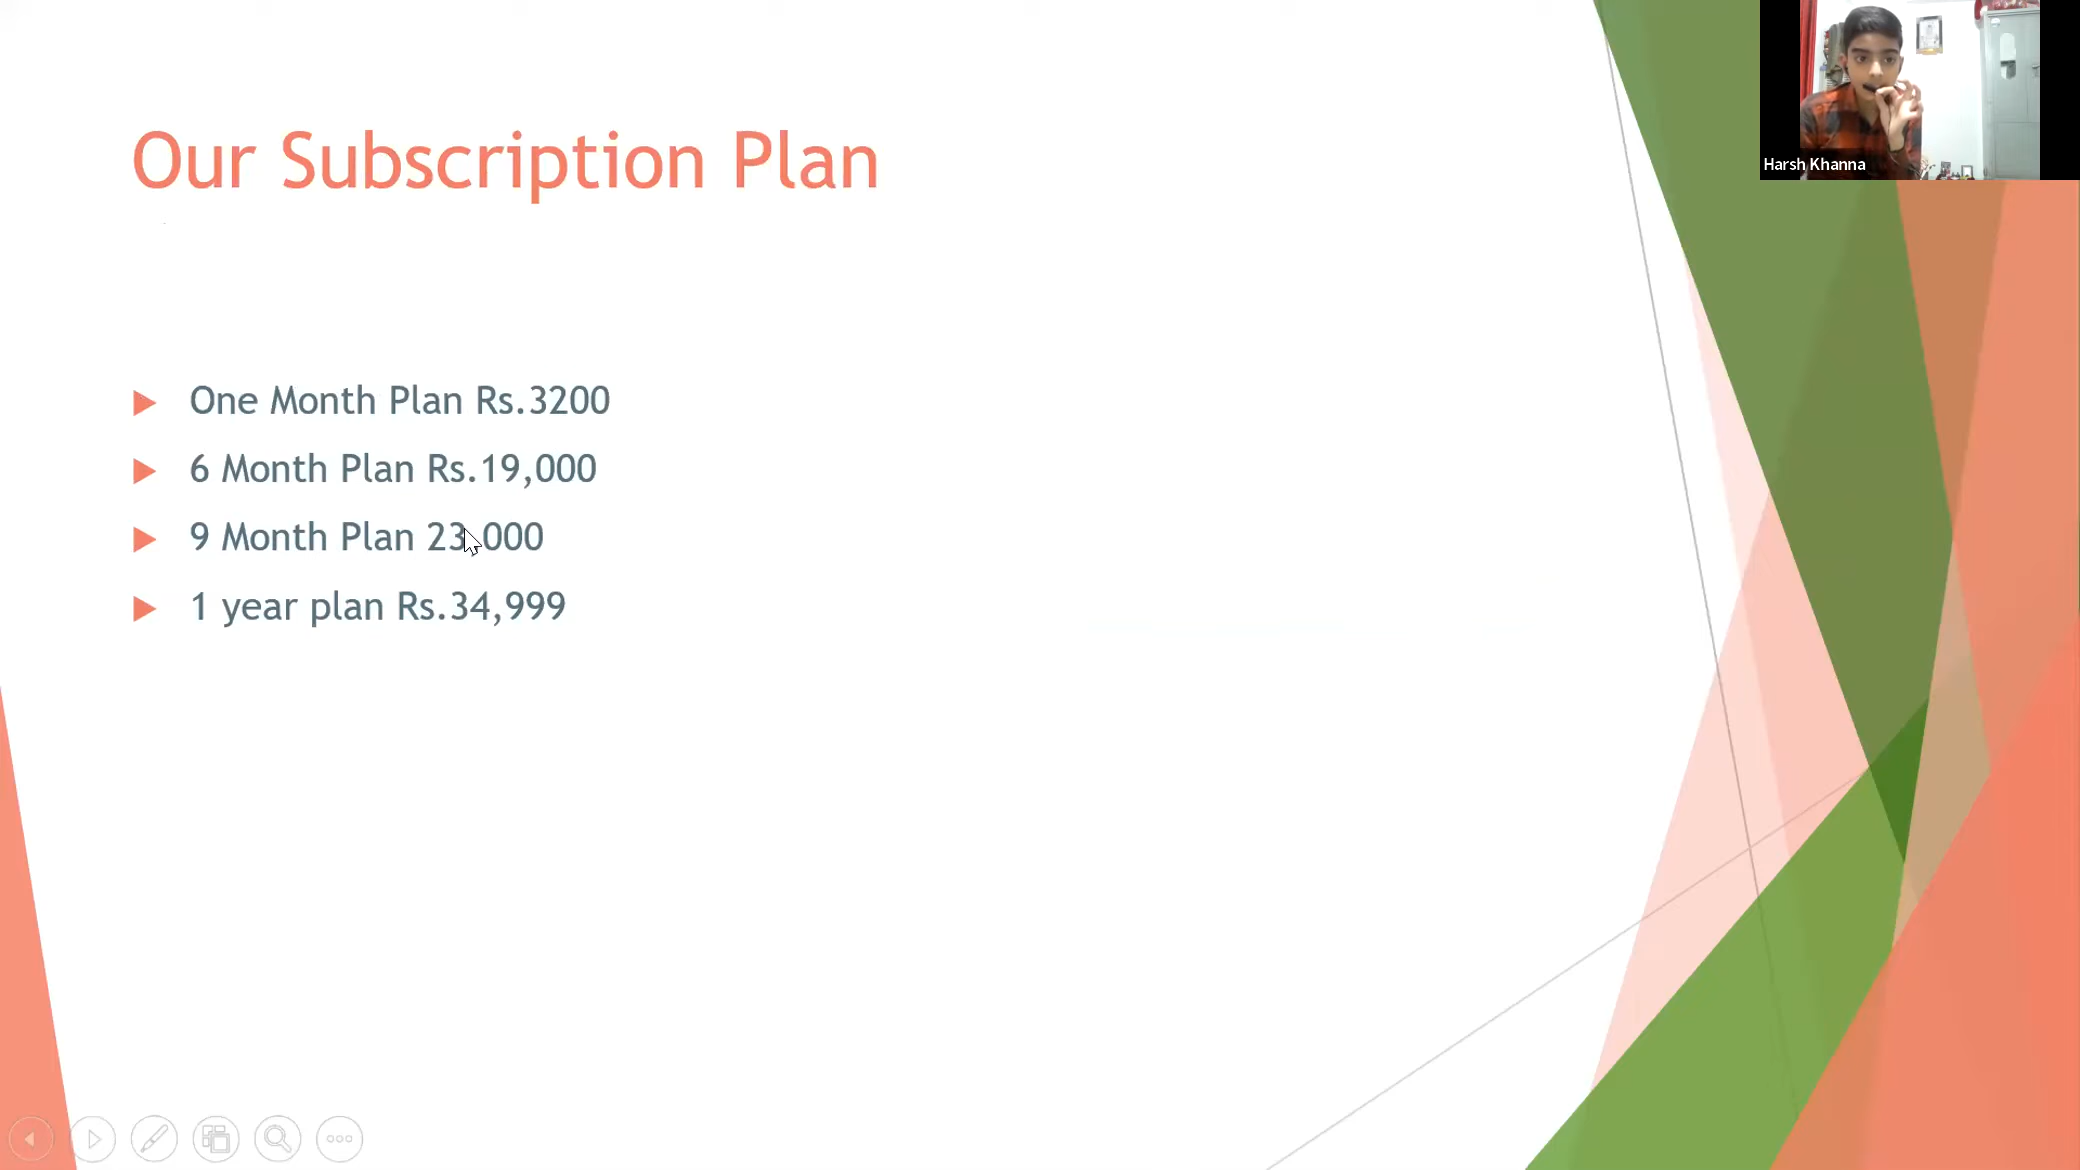 Our Subscription Plan
Harsh Khanna
One Month Plan Rs.3200
6 Month Plan Rs.19,000
9 Month Plan 23,000
1 year plan Rs.34,999